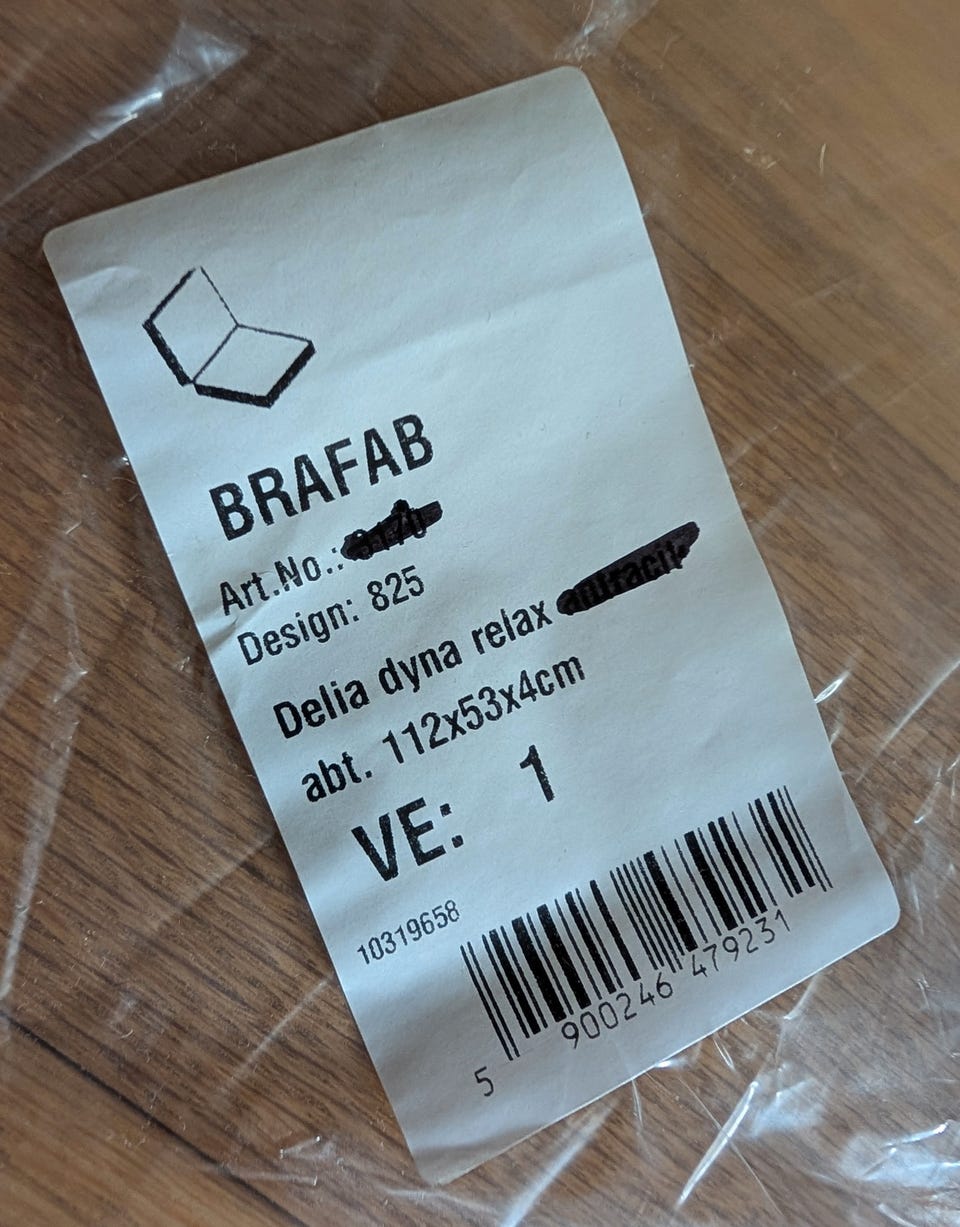 BRAFAB
Art.No.:
Design: 825
Delia dyna relax
abt. 112x53x4cm
VE: 1
10319658
5 900246 479231